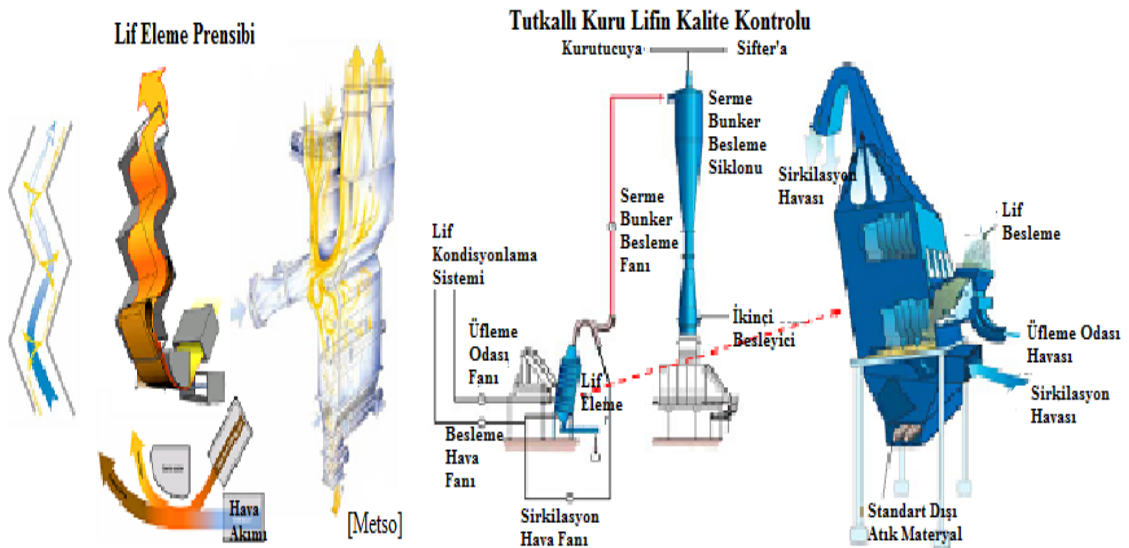 Lif Eleme Prensibi
Hava
Akımı
[Metso]
Tutkallı Kuru Lifin Kalite Kontrolu
Kurutucuya
Sifter'a
Serme
Bunker
Besleme
Siklonu
Serme
Bunker
Besleme
Fanı
Lif
Kondisyonlama
Sistemi
Üfleme
Odası
Fanı
Lif
Eleme
İkinçi
Besleyici
Besleme
Hava
Fanı
Sirkilasyon
Hava Fanı
Sirkilasyon
Havası
Lif
Besleme
Üfleme Odası
Havası
Sirkilasyon
Havası
Standart Dışı
Atık Materyal